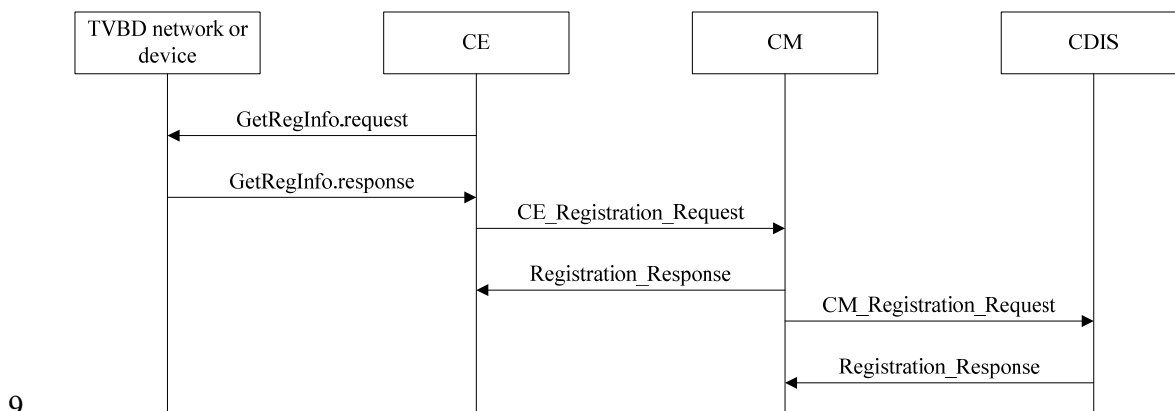 TVBD network or
device
CE
CM
CDIS
GetRegInfo.request
GetRegInfo.response
CE_Registration_Request
Registration_Response
CM_Registration_Request
Registration_Response
9